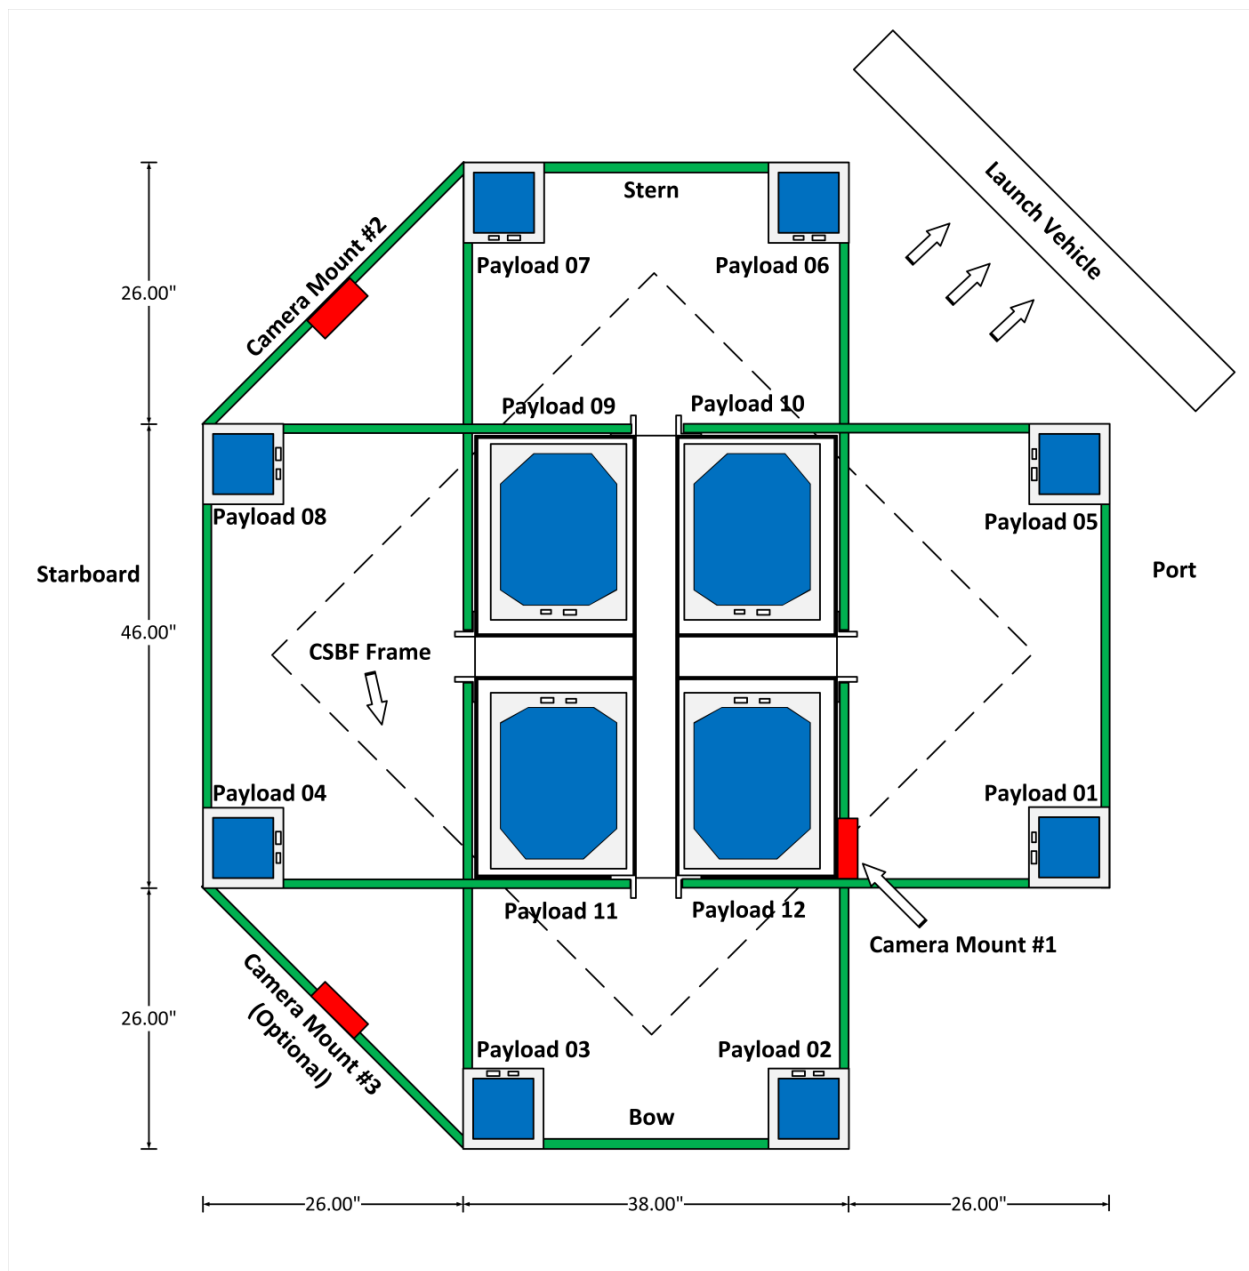 Launch Vehicle
Stern
Camera Mount #2
Payload 07
Payload 06
26.00"
Payload 09
Payload 10
Payload 08
Payload 05
Starboard
Port
46.00"
CSBF Frame
Payload 04
Payload 01
Payload 11
Payload 12
Camera Mount #1
Camera Mount #3
(Optional)
26.00"
Payload 03
Payload 02
Bow
26.00"
38.00"
26.00"